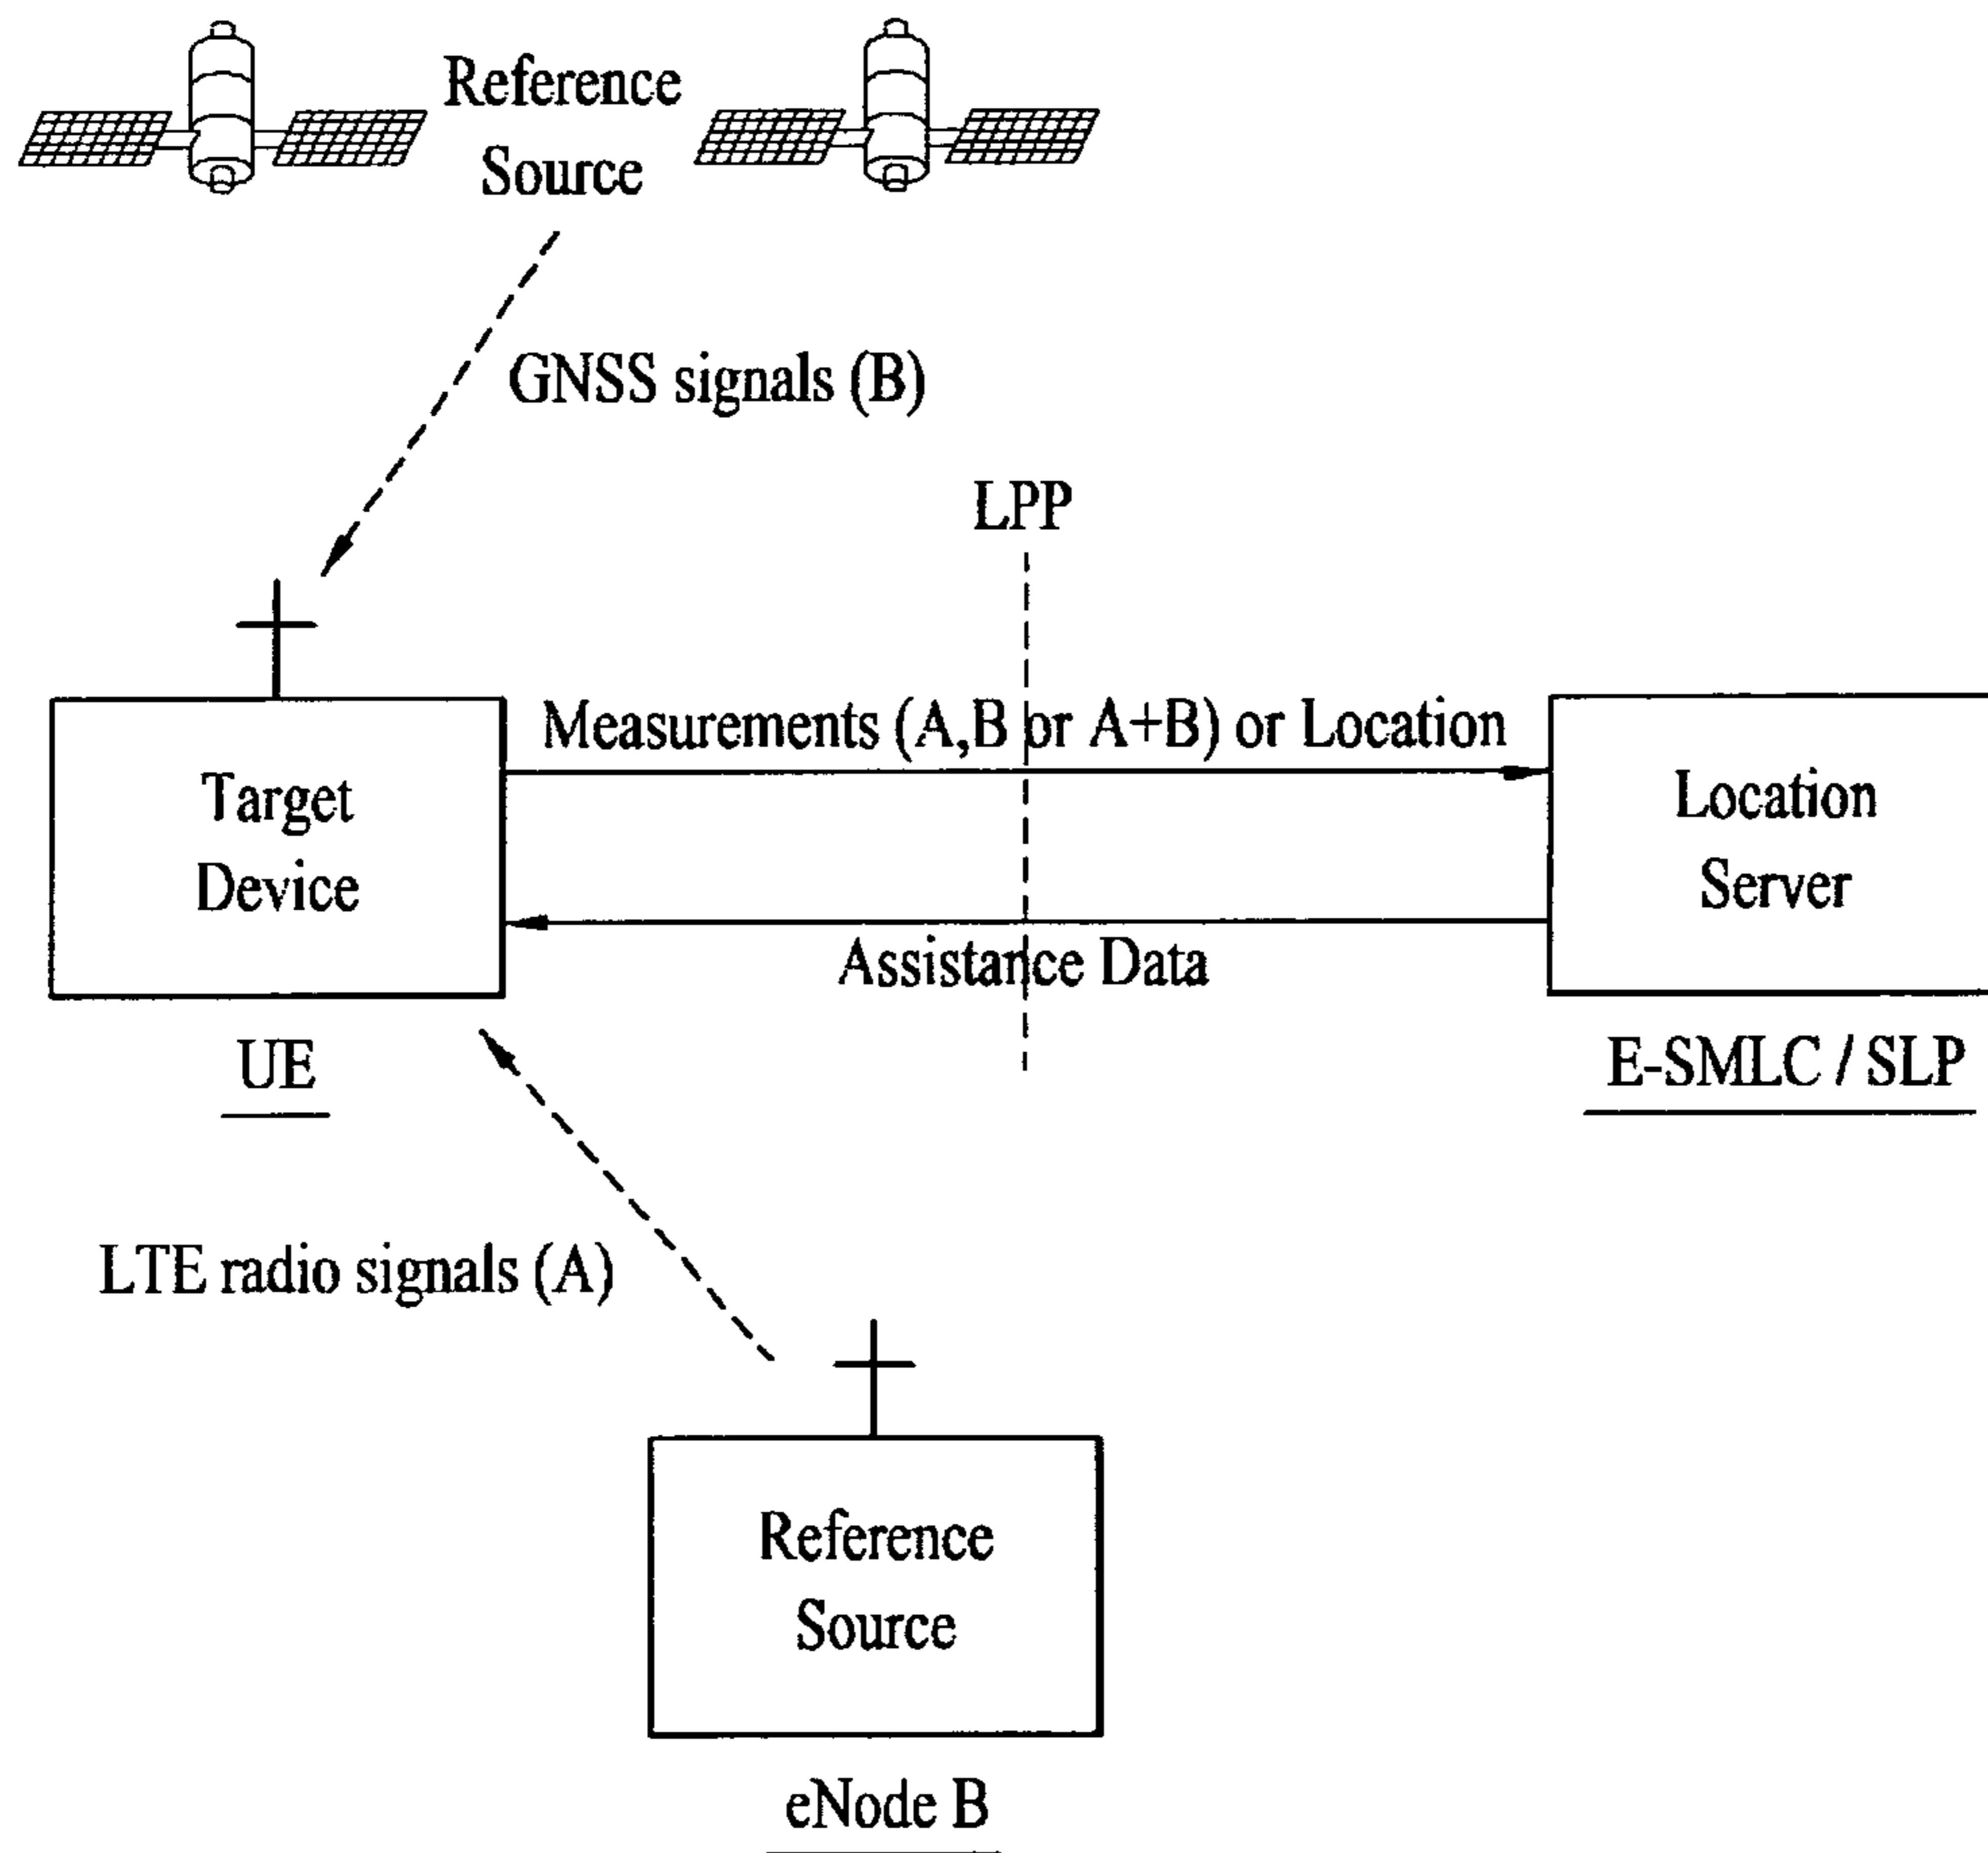 Reference
Source
GNSS signals (B)
LPP
Measurements (A,B or A+B) or Location
Target
Device
Location
Server
Assistance Data
UE
E-SMLC / SLP
LTE radio signals (A)
Reference
Source
eNode B